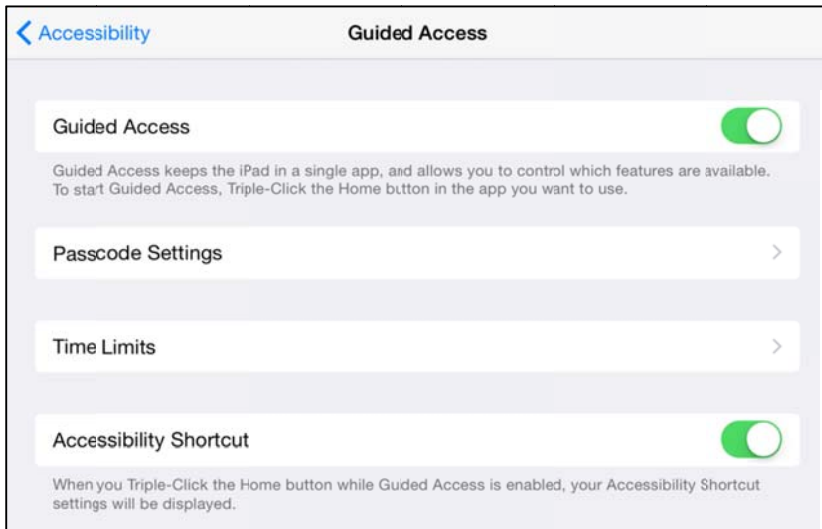 Accessibility
Guided Access
Guided Access
Guided Access keeps the iPad in a single app, and allows you to control which features are available.
To start Guided Access, Triple-Click the Home button in the app you want to use.
Passcode Settings
Time Limits
Accessibility Shortcut
When you Triple-Click the Home button while Guided Access is enabled, your Accessibility Shortcut
settings will be displayed.